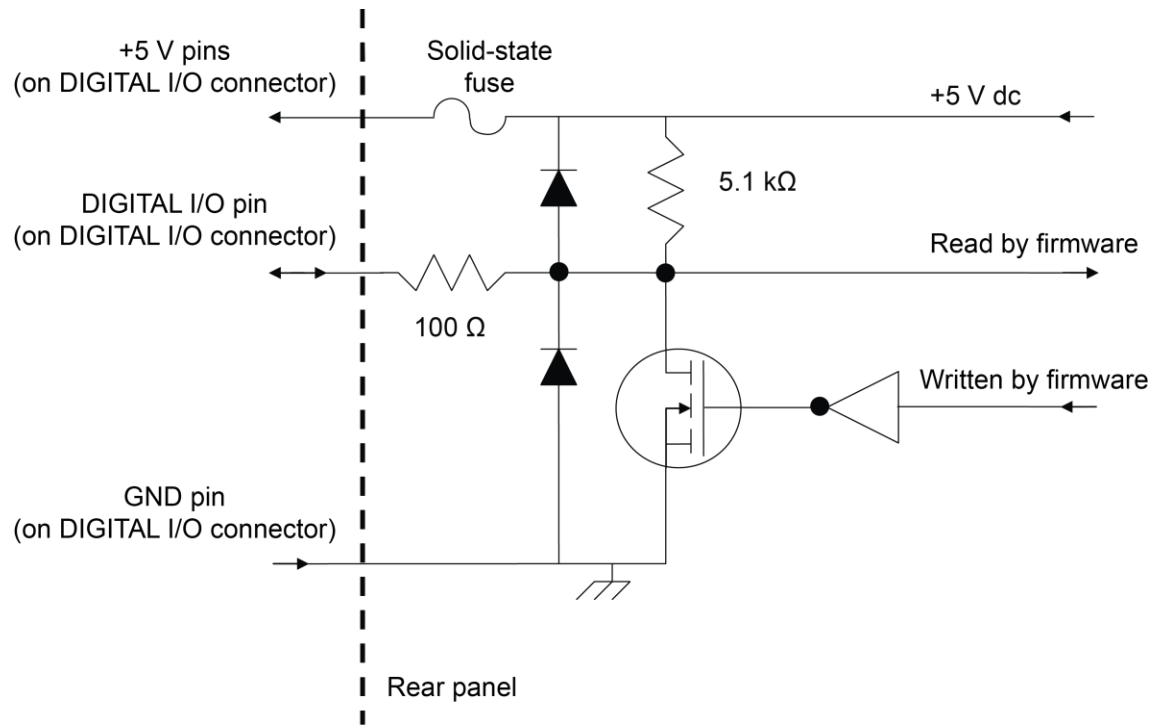 +5 V pins
(on DIGITAL I/O connector)
Solid-state
fuse
+5 V dc
5.1 kΩ
DIGITAL I/O pin
(on DIGITAL I/O connector)
Read by firmware
100 Ω
Written by firmware
GND pin
(on DIGITAL I/O connector)
Rear panel